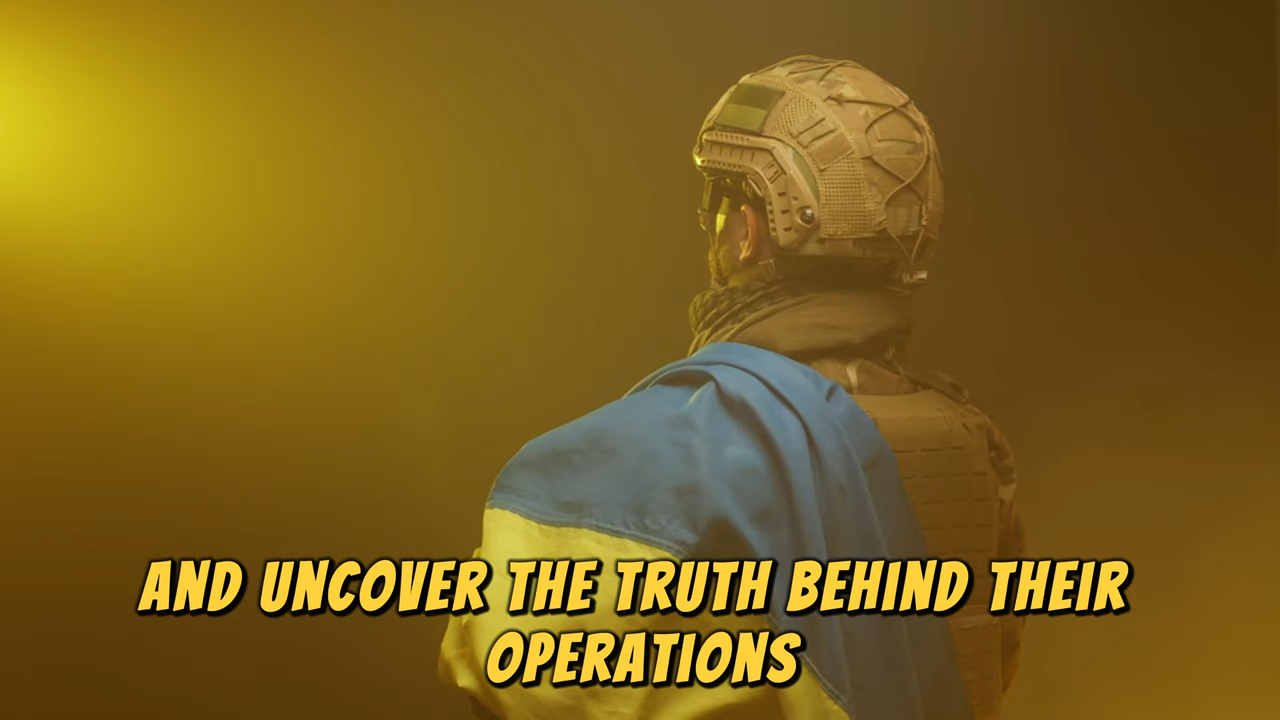 AND UNCOVER THE TRUTH BEHIND THEIR
OPERATIONS